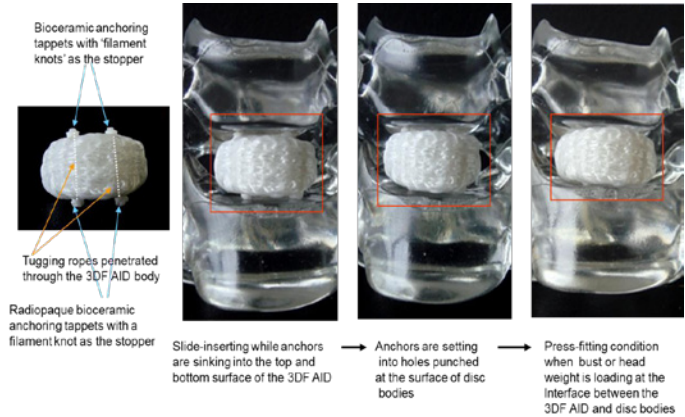 Bioceramic anchoring
tappets with 'filament
knots' as the stopper
Tugging ropes penetrated
through the 3DF AID body
Radiopaque bioceramic
anchoring tappets with a
filament knot as the stopper
Slide-inserting while anchors
are sinking into the top and
bottom surface of the 3DF AID
Anchors are setting
into holes punched
at the surface of disc
bodies
Press-fitting condition
when bust or head
weight is loading at the
Interface between the
3DF AID and disc bodies